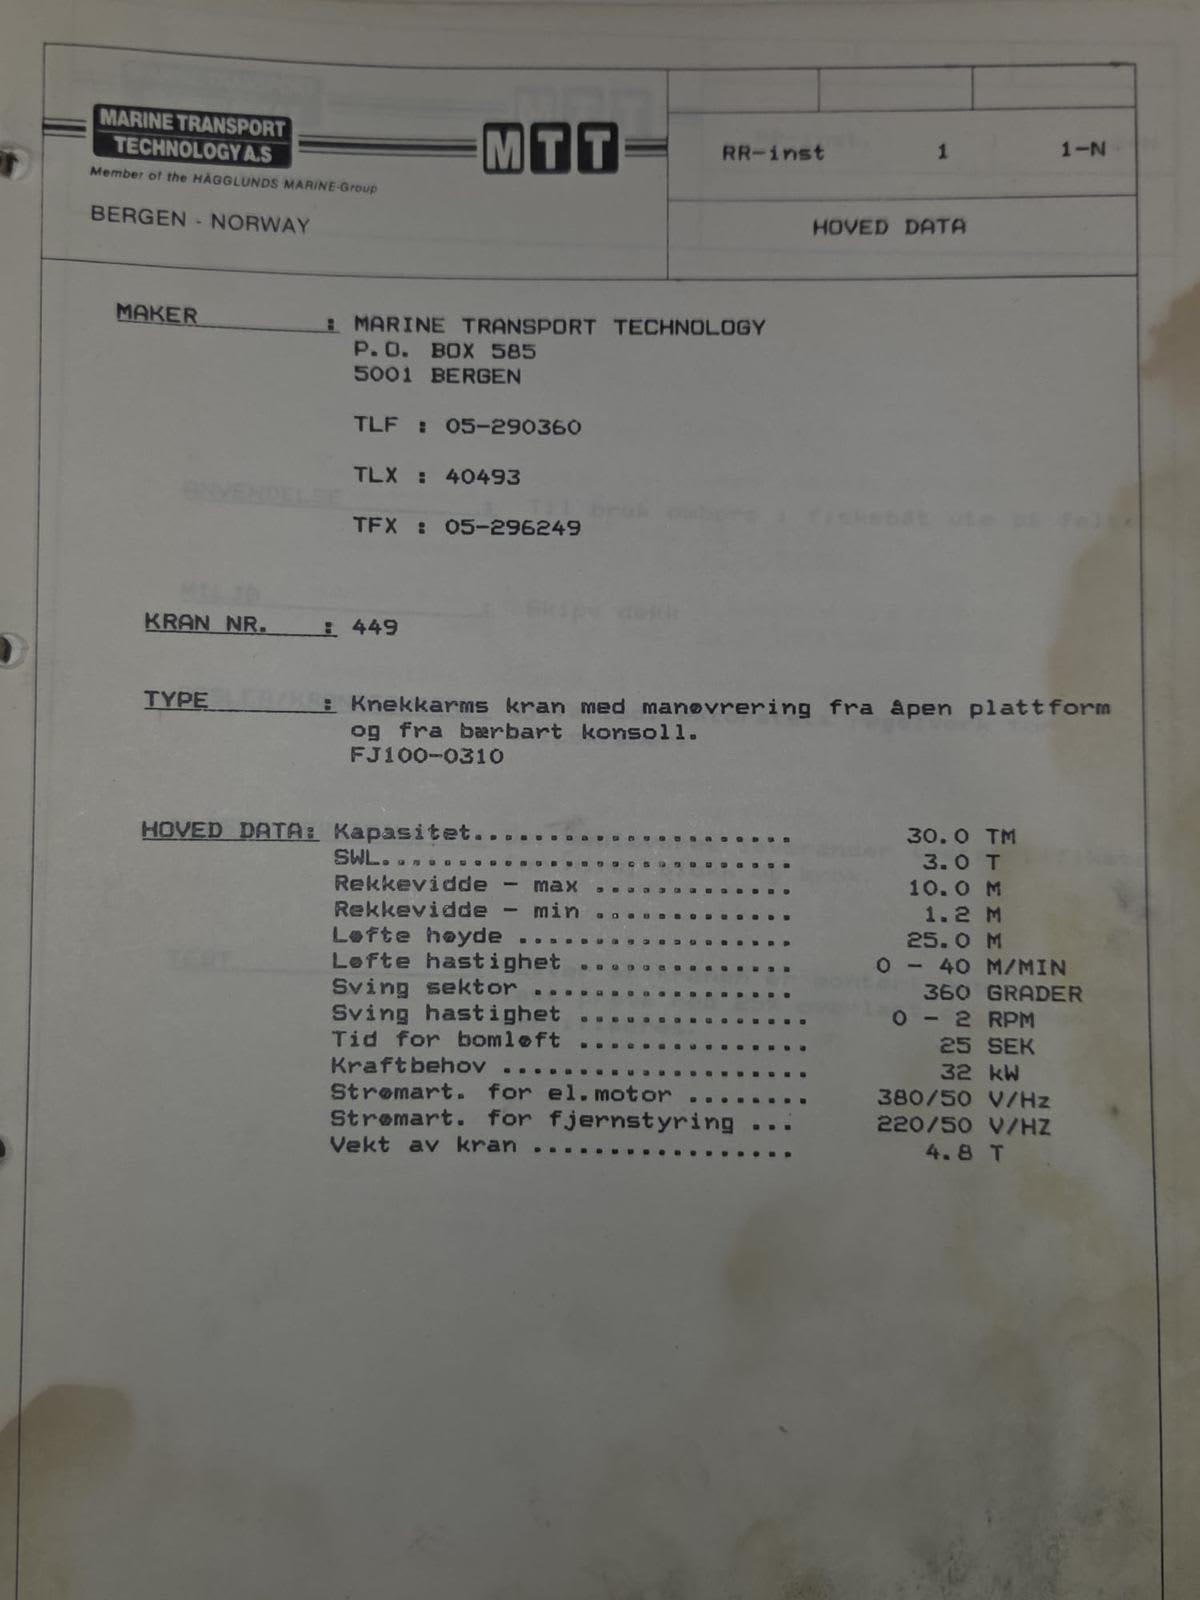 MARINE TRANSPORT
TECHNOLOGY A.S
Member of the HÄGGLUNDS MARINE-Group
BERGEN - NORWAY
MTT
RR-inst 1 1-N
HOVED DATA
MAKER : MARINE TRANSPORT TECHNOLOGY
P.O. BOX 585
5001 BERGEN
TLF : 05-290360
TLX : 40493
TFX : 05-296249
KRAN NR. : 449
TYPE : Knekkarms kran med manøvrering fra åpen plattform
og fra bærbart konsoll.
FJ100-0310
HOVED DATA: Kapasitet...................... 30.0 TM
SWL........................... 3.0 T
Rekkevidde - max ............. 10.0 M
Rekkevidde - min ............. 1.2 M
Løfte høyde .................. 25.0 M
Løfte hastighet .............. 0 - 40 M/MIN
Sving sektor ................. 360 GRADER
Sving hastighet ............... 0 - 2 RPM
Tid for bomløft ............... 25 SEK
Kraftbehov .................... 32 kW
Strømart. for el.motor ........ 380/50 V/Hz
Strømart. for fjernstyring ... 220/50 V/HZ
Vekt av kran ................. 4.8 T